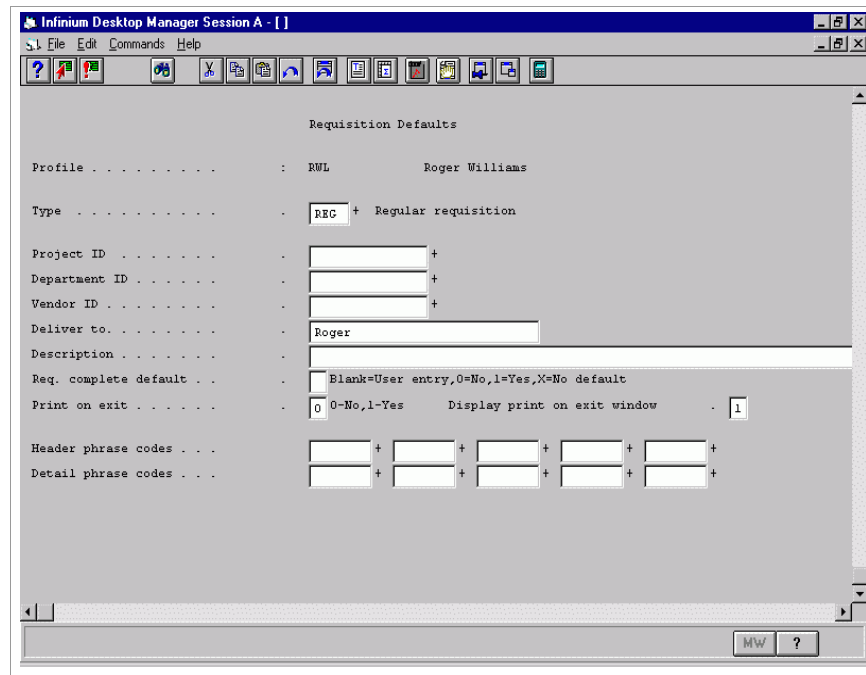 Infinium Desktop Manager Session A - [ ]
File Edit Commands Help
Requisition Defaults
Profile . . . . . . . . . : RWL Roger Williams
Type . . . . . . . . . . . REG + Regular requisition
Project ID . . . . . . . . +
Department ID . . . . . . . +
Vendor ID . . . . . . . . . +
Deliver to. . . . . . . . . Roger
Description . . . . . . . .
Req. complete default . . . Blank=User entry,0=No,1=Yes,X=No default
Print on exit . . . . . . . 0 0-No,1-Yes Display print on exit window . 1
Header phrase codes . . . + + + + +
Detail phrase codes . . . + + + + +
MW ?